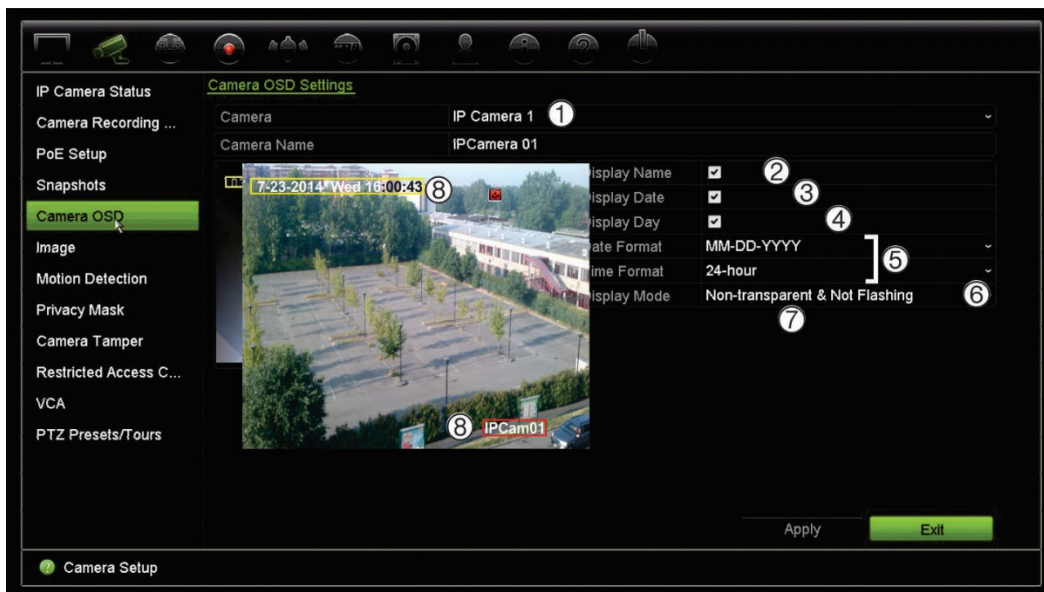 IP Camera Status
Camera Recording ...
PoE Setup
Snapshots
Camera OSD
Image
Motion Detection
Privacy Mask
Camera Tamper
Restricted Access C...
VCA
PTZ Presets/Tours
Camera OSD Settings
Camera IP Camera 1 ①
Camera Name IPCamera 01
7-23-2014 Wed 16:00:43 ⑧
isplay Name ②
isplay Date ③
isplay Day ④
ate Format MM-DD-YYYY
⑤
ime Format 24-hour
isplay Mode Non-transparent & Not Flashing ⑥
⑦
⑧ IPCam01
Apply Exit
Camera Setup